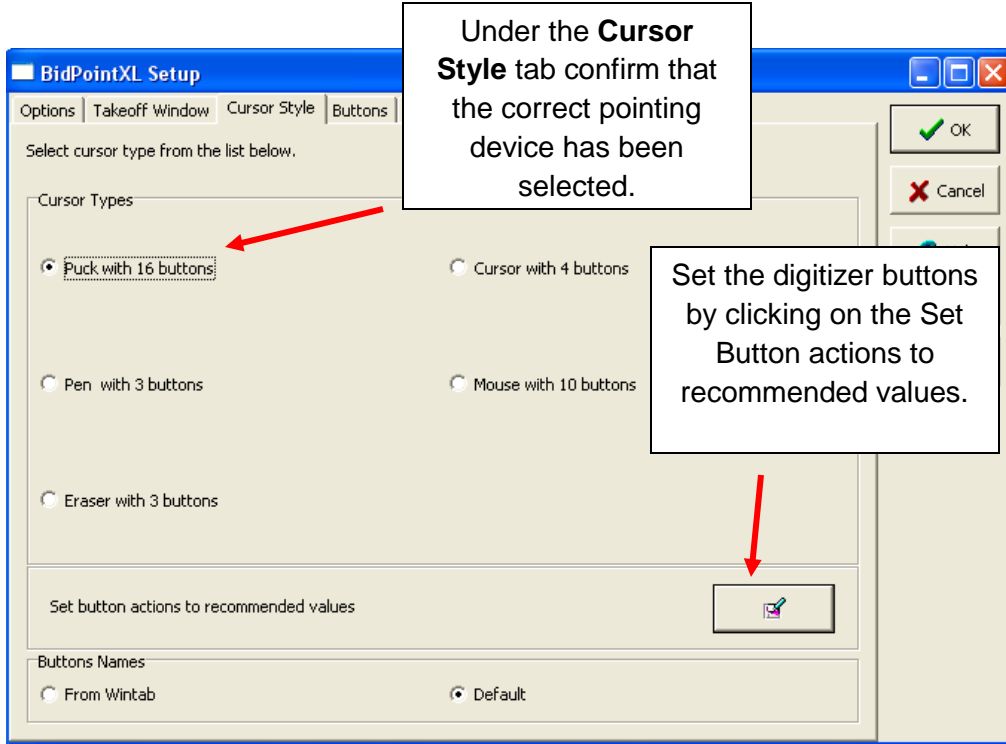 Under the Cursor
Style tab confirm that
the correct pointing
device has been
selected.
BidPointXL Setup
Options Takeoff Window Cursor Style Buttons
OK
Select cursor type from the list below.
Cancel
Cursor Types
Puck with 16 buttons
Cursor with 4 buttons
Set the digitizer buttons
by clicking on the Set
Button actions to
recommended values.
Pen with 3 buttons
Mouse with 10 buttons
Eraser with 3 buttons
Set button actions to recommended values
Buttons Names
From Wintab
Default